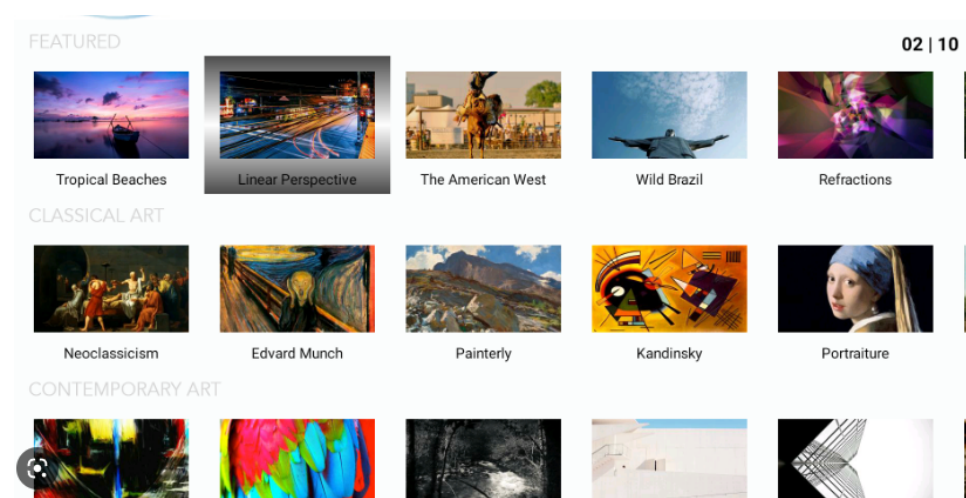 FEATURED
02 | 10
Tropical Beaches
Linear Perspective
The American West
Wild Brazil
Refractions
CLASSICAL ART
Neoclassicism
Edvard Munch
Painterly
Kandinsky
Portraiture
CONTEMPORARY ART